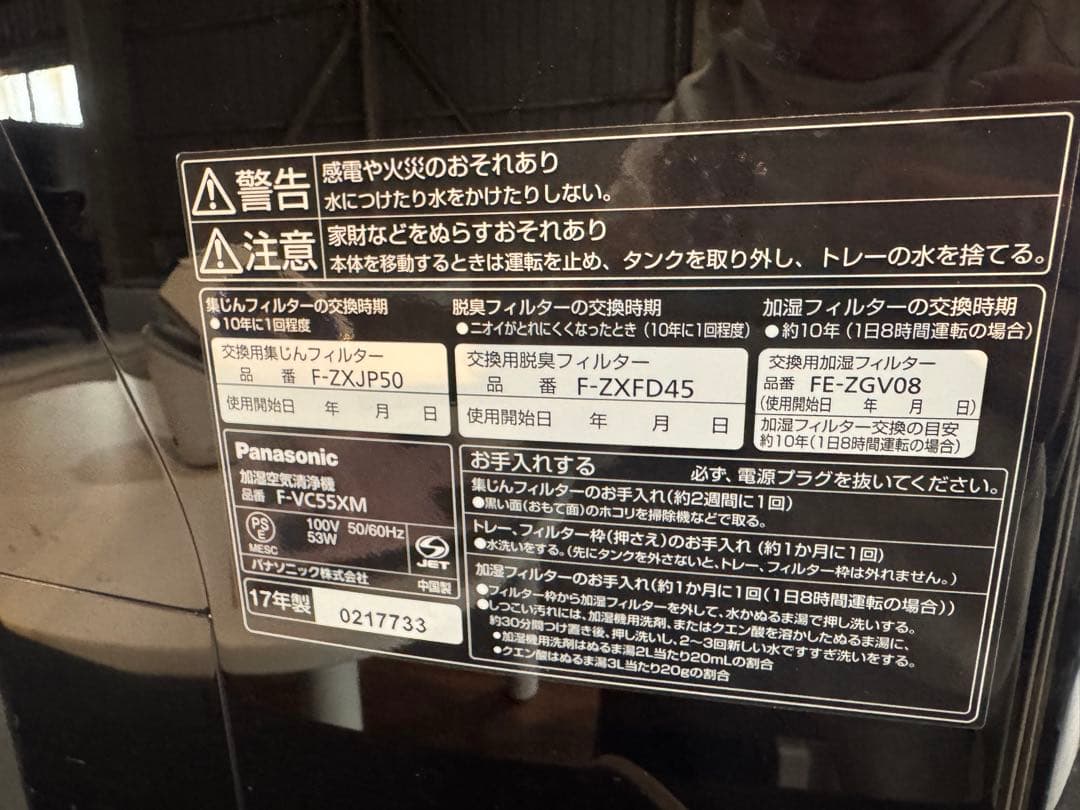 警告 感電や火災のおそれあり
水につけたり水をかけたりしない。
注意 家財などをぬらすおそれあり
本体を移動するときは運転を止め、タンクを取り外し、トレーの水を捨てる。
集じんフィルターの交換時期
●10年に1回程度
交換用集じんフィルター
品 番 F-ZXJP50
使用開始日 年 月 日
脱臭フィルターの交換時期
●ニオイがとれにくくなったとき(10年に1回程度)
交換用脱臭フィルター
品 番 F-ZXFD45
使用開始日 年 月 日
加湿フィルターの交換時期
●約10年(1日8時間運転の場合)
交換用加湿フィルター
品番 FE-ZGV08
(使用開始日 年 月 日)
加湿フィルター交換の目安
約10年(1日8時間運転の場合)
Panasonic
加湿空気清浄機
品番 F-VC55XM
PS
E
MESC
100V 50/60Hz
53W
JET
パナソニック株式会社 中国製
17年製 0217733
お手入れする 必ず、電源プラグを抜いてください。
集じんフィルターのお手入れ(約2週間に1回)
●黒い面(おもて面)のホコリを掃除機などで取る。
トレー、フィルター枠(押さえ)のお手入れ(約1か月に1回)
●水洗いをする。(先にタンクを外さないと、トレー、フィルター枠は外れません。)
加湿フィルターのお手入れ(約1か月に1回(1日8時間運転の場合))
●フィルター枠から加湿フィルターを外して、水かぬるま湯で押し洗いする。
●しつこい汚れには、加湿機用洗剤、またはクエン酸を溶かしたぬるま湯に、
約30分間つけ置き後、押し洗いし、2〜3回新しい水ですすぎ洗いをする。
●加湿機用洗剤はぬるま湯2L当たり20mLの割合
●クエン酸はぬるま湯3L当たり20gの割合